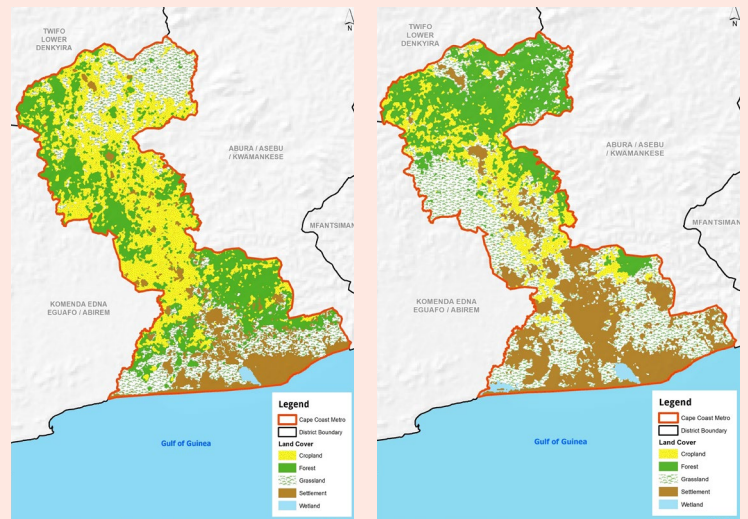 TWIFO
LOWER
DENKYIRA
N
ABURA / ASEBU
/ KWAMANKESE
MFANTSIMAN
KOMENDA EDNA
EGUAFO / ABIREM
Gulf of Guinea
Legend
Cape Coast Metro
District Boundary
Land Cover
Cropland
Forest
Grassland
Settlement
Wetland
TWIFO
LOWER
DENKYIRA
N
ABURA / ASEBU
/ KWAMANKESE
MFANTSIMAN
KOMENDA EDNA
EGUAFO / ABIREM
Gulf of Guinea
Legend
Cape Coast Metro
District Boundary
Land Cover
Cropland
Forest
Grassland
Settlement
Wetland